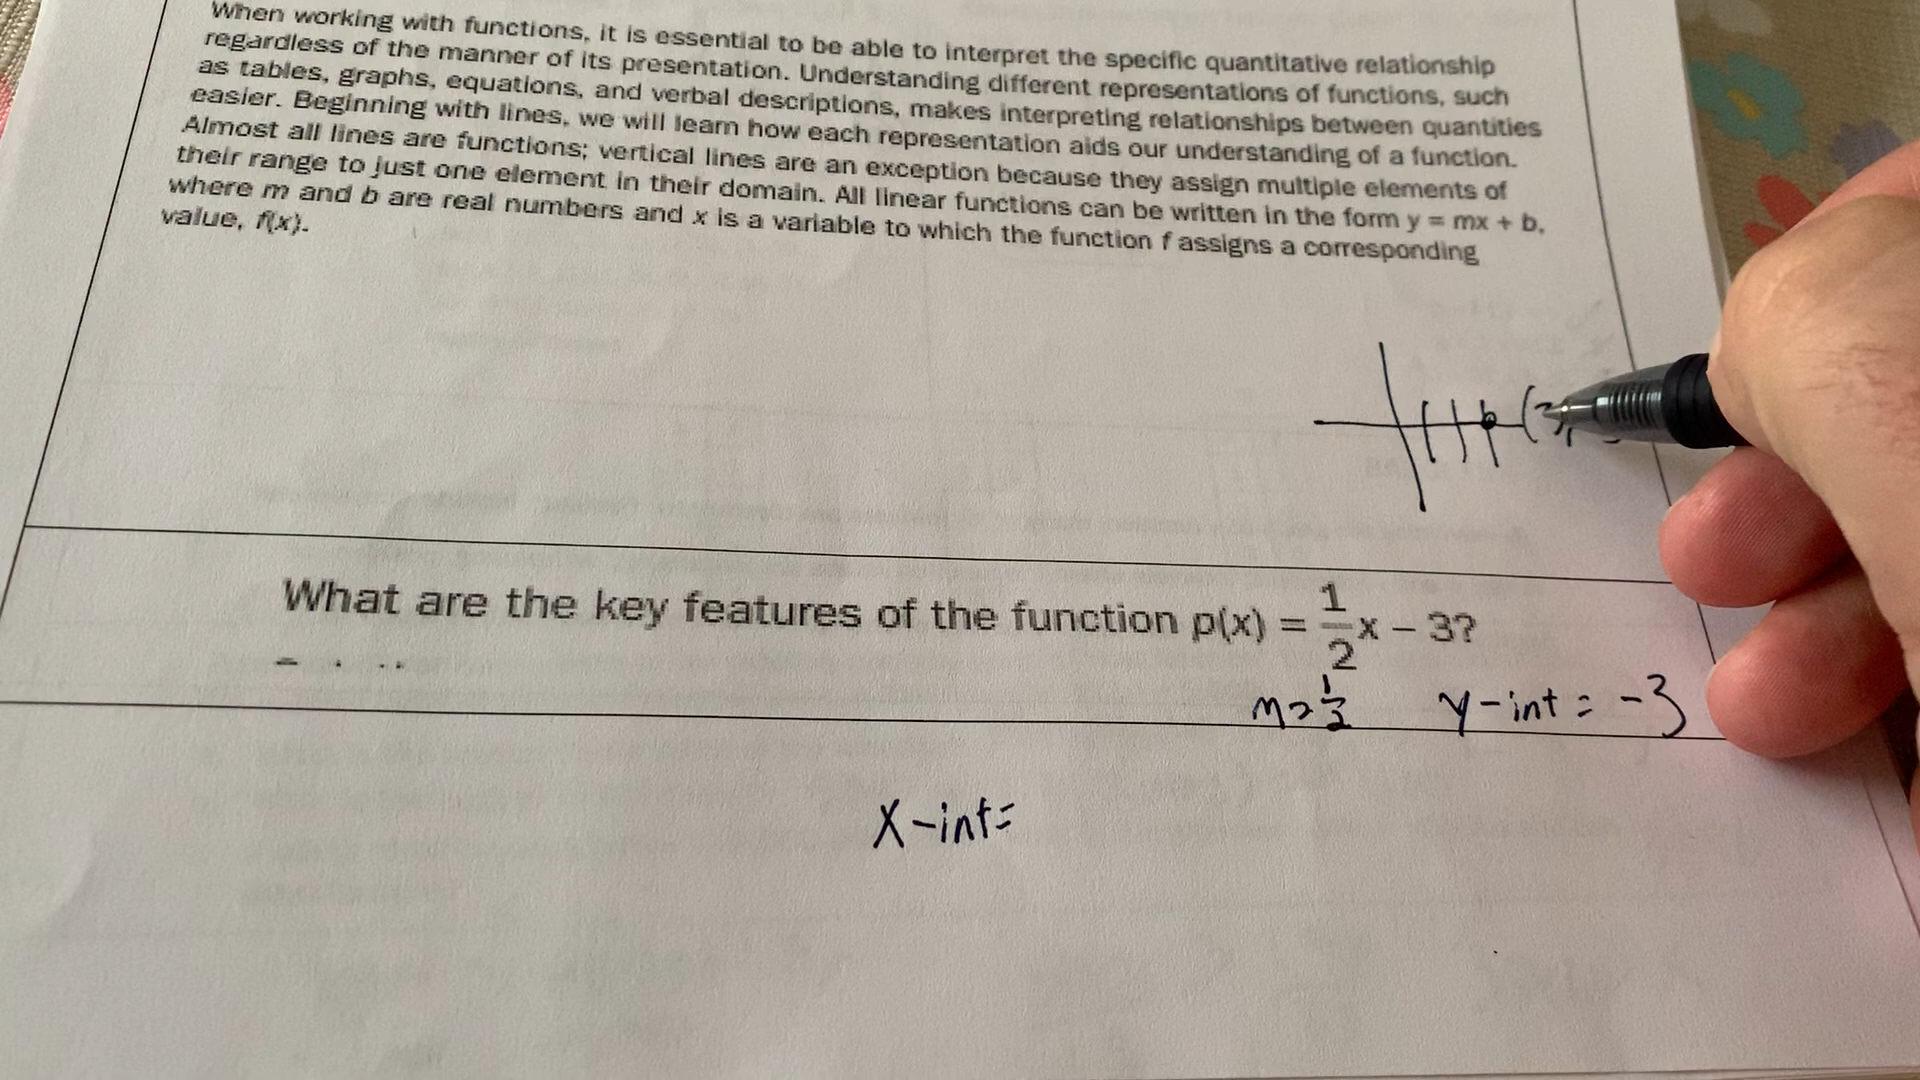 When working with functions, it is essential to be able to interpret the specific quantitative relationship
regardless of the manner of its presentation. Understanding different representations of functions, such
as tables, graphs, equations, and verbal descriptions, makes interpreting relationships between quantities
easier. Beginning with lines, we will learn how each representation aids our understanding of a function.
Almost all lines are functions; vertical lines are an exception because they assign multiple elements of
their range to just one element in their domain. All linear functions can be written in the form y = mx + b,
where m and b are real numbers and x is a variable to which the function f assigns a corresponding
value, f(x).
(3,
What are the key features of the function p(x) = 1/2 x – 3?
m = 1/2 y-int = -3
x-int =